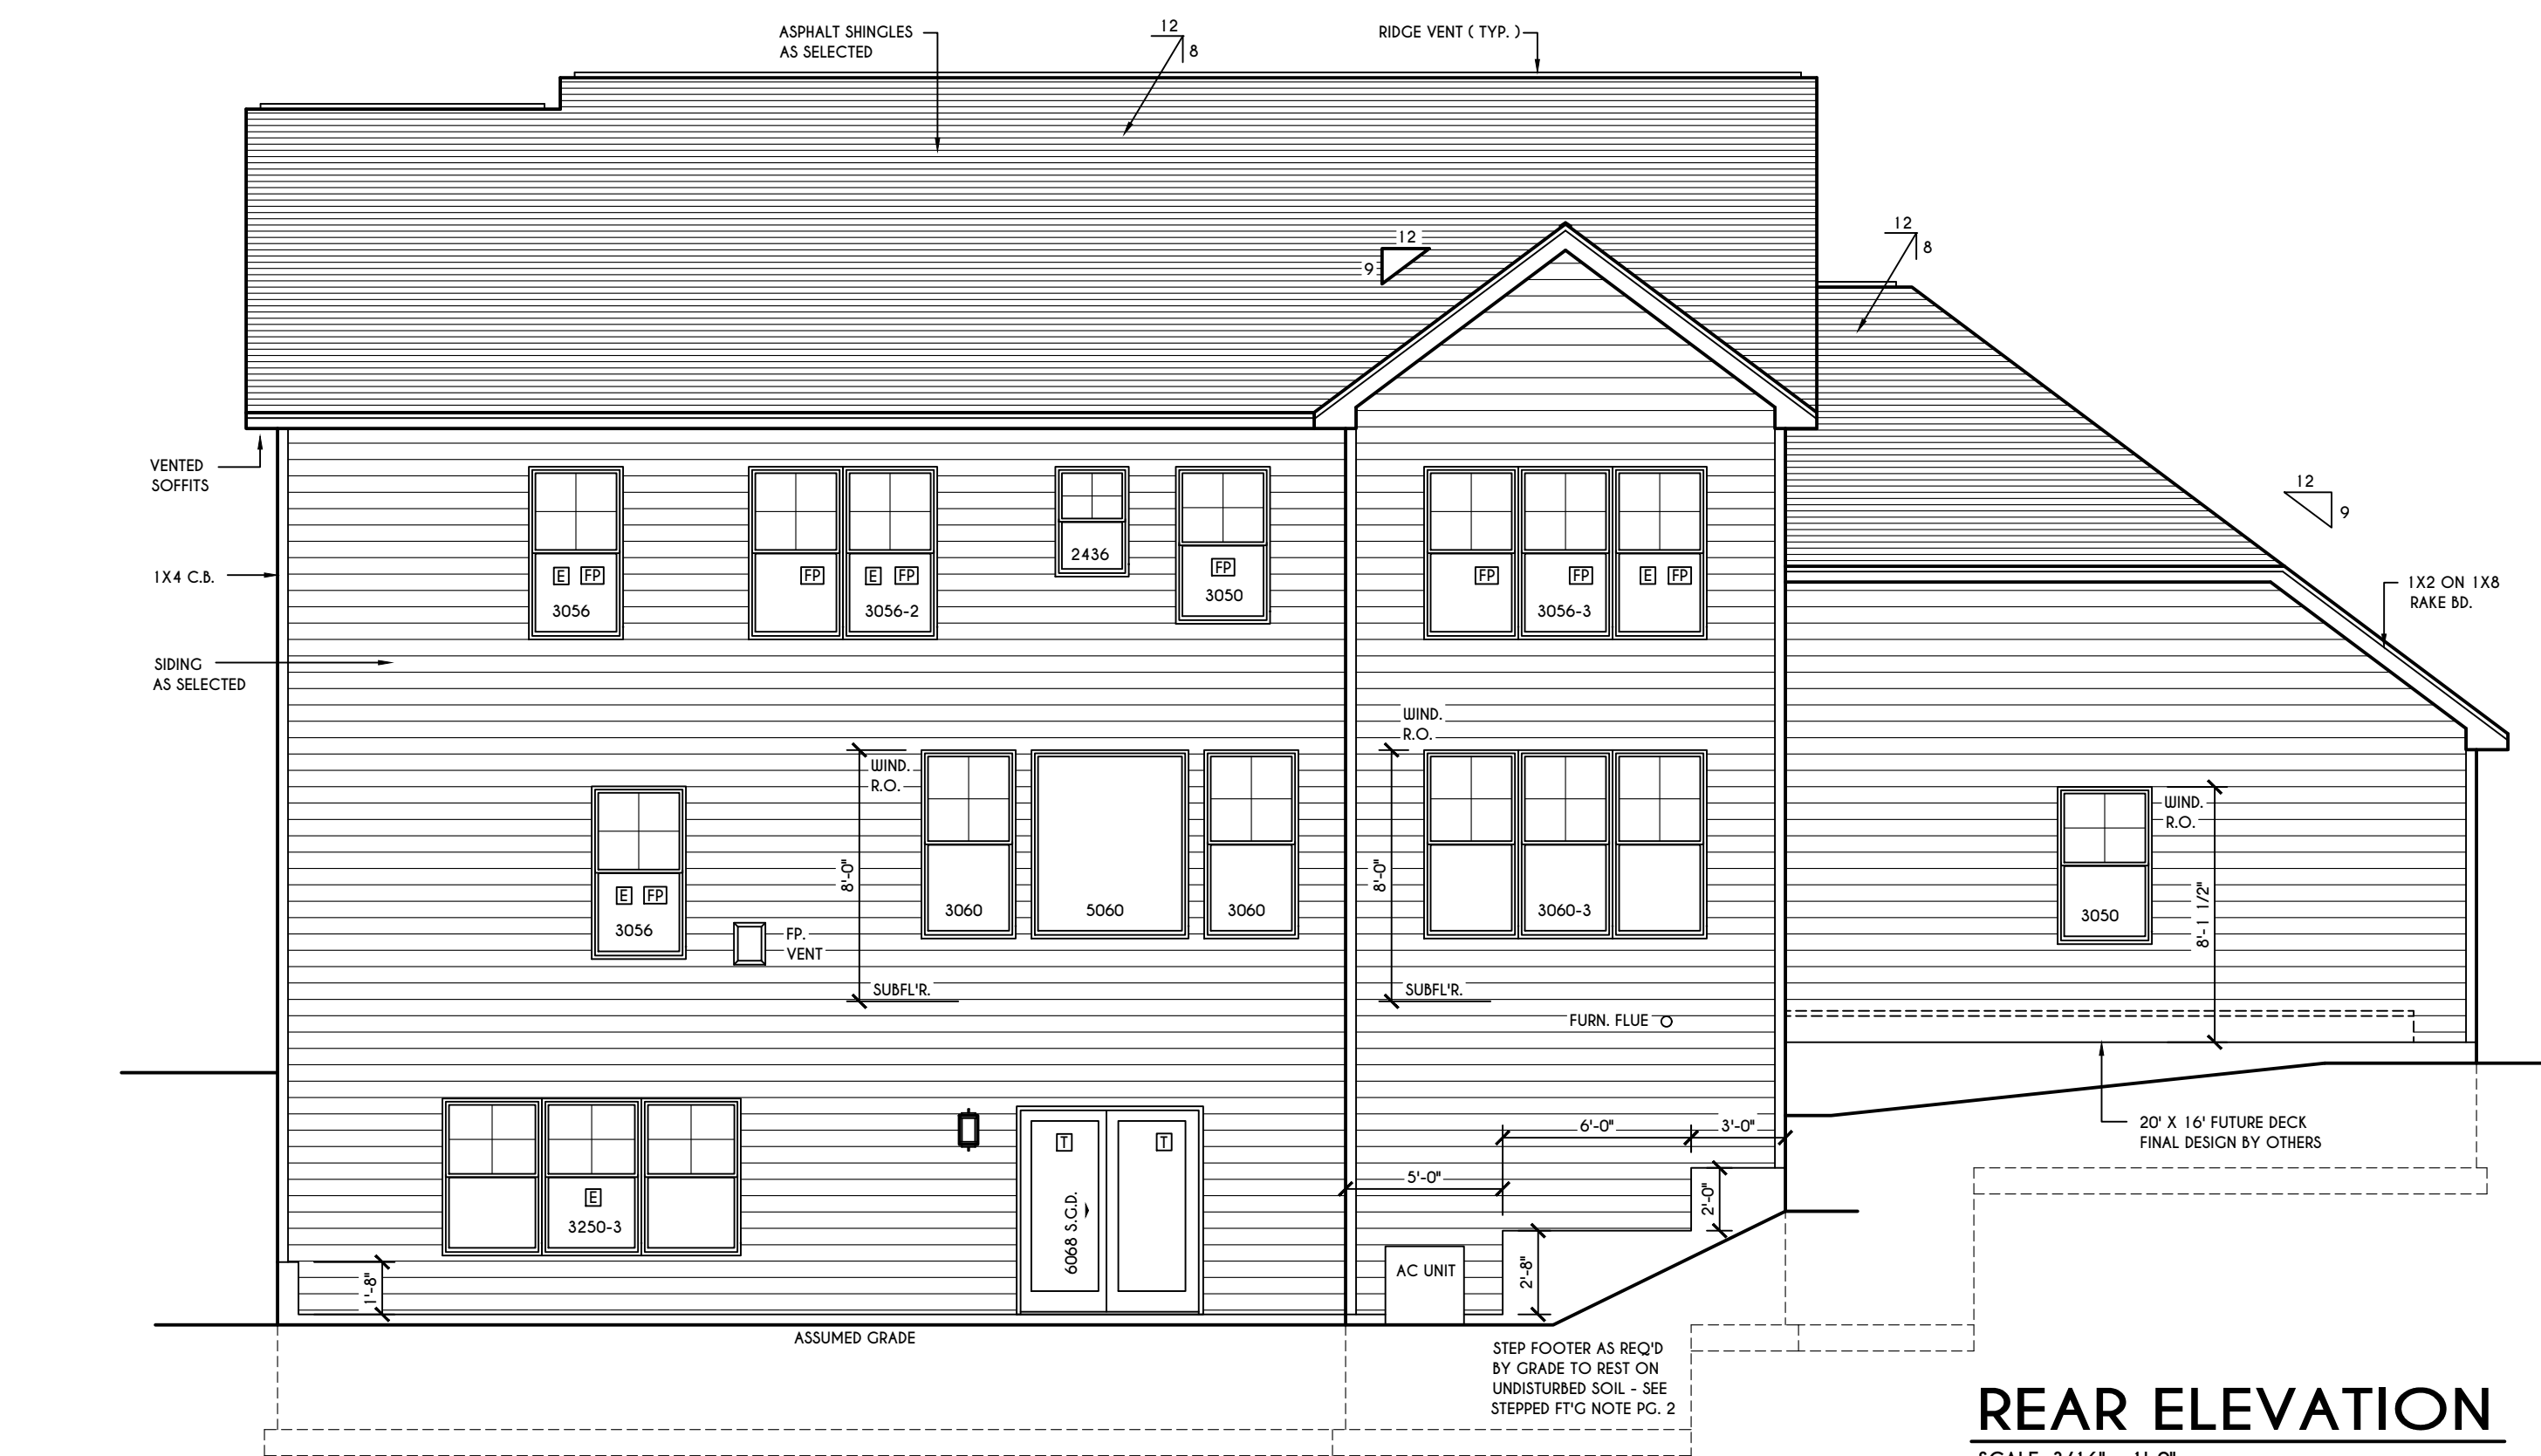 ASPHALT SHINGLES
AS SELECTED
12
8
RIDGE VENT ( TYP. )
12
9
12
8
VENTED
SOFFITS
12
9
1X4 C.B.
1X2 ON 1X8
RAKE BD.
E FP
3056
FP
E FP
3056-2
2436
FP
3050
FP
FP
3056-3
E FP
SIDING
AS SELECTED
WIND.
R.O.
WIND.
R.O.
WIND.
R.O.
8'-0"
8'-0"
8'-1 1/2"
3060
5060
3060
3060-3
3050
E FP
3056
FP.
VENT
SUBFL'R.
SUBFL'R.
FURN. FLUE
20' X 16' FUTURE DECK
FINAL DESIGN BY OTHERS
6'-0"
3'-0"
5'-0"
2'-0"
T
T
6068 S.G.D.
E
3250-3
1'-8"
AC UNIT
2'-8"
ASSUMED GRADE
STEP FOOTER AS REQ'D
BY GRADE TO REST ON
UNDISTURBED SOIL - SEE
STEPPED FT'G NOTE PG. 2
REAR ELEVATION